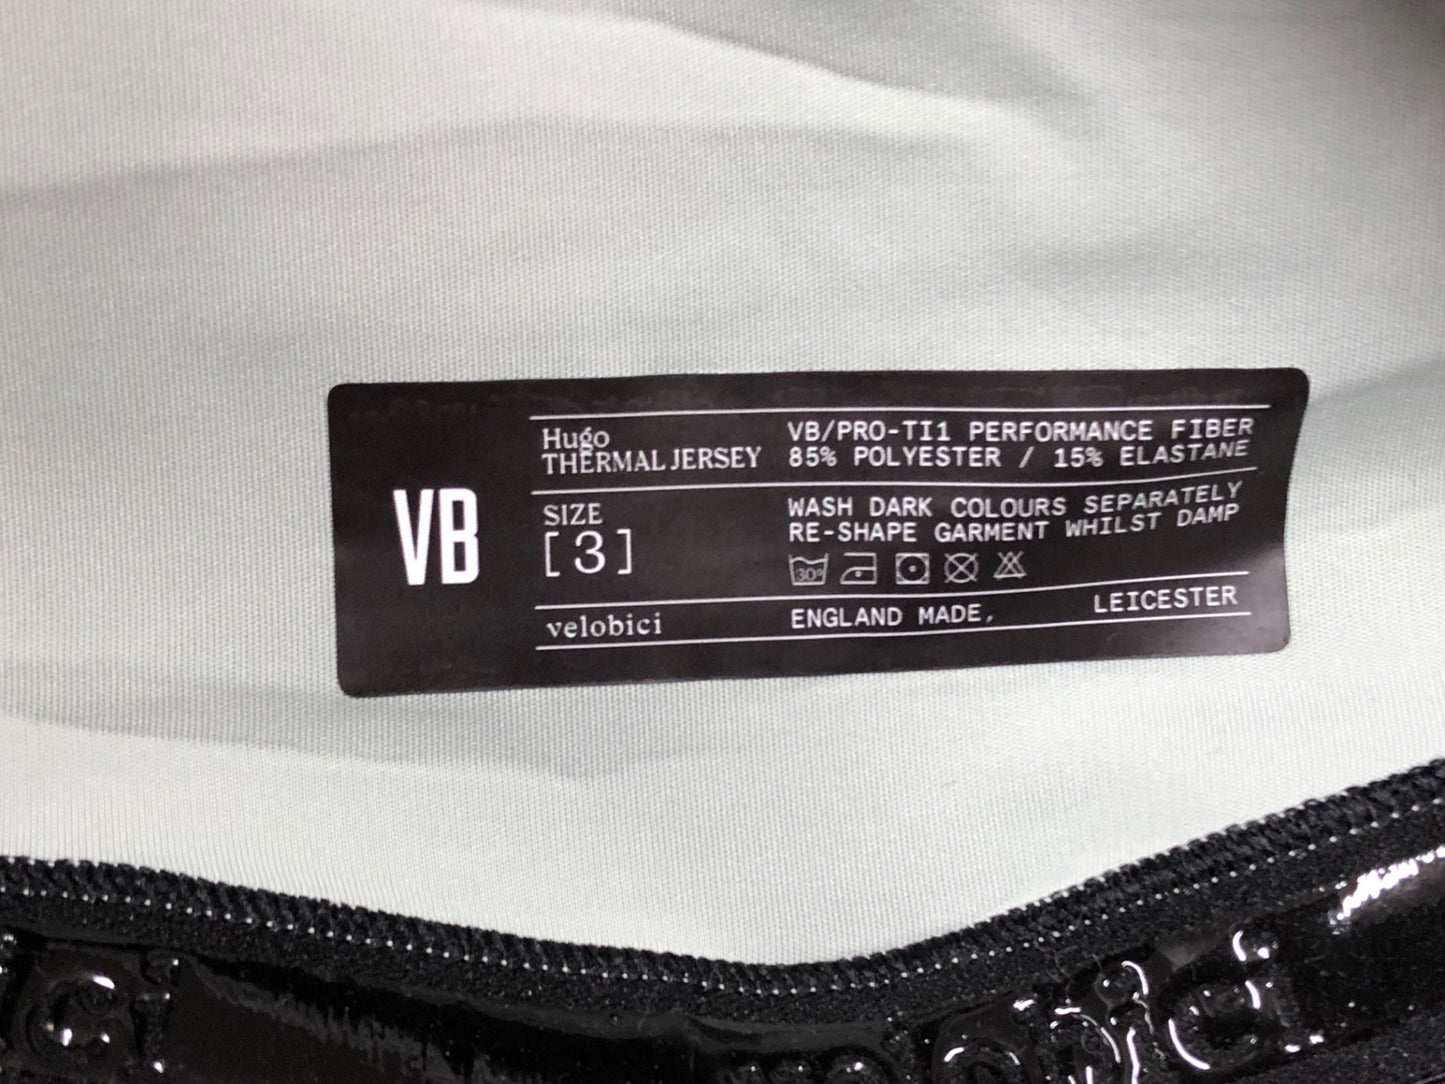 VB
Hugo
THERMAL JERSEY
SIZE
[3]
velobici
VB/PRO-TI1 PERFORMANCE FIBER
85% POLYESTER / 15% ELASTANE
WASH DARK COLOURS SEPARATELY
RE-SHAPE GARMENT WHILST DAMP
30°
ENGLAND MADE, LEICESTER